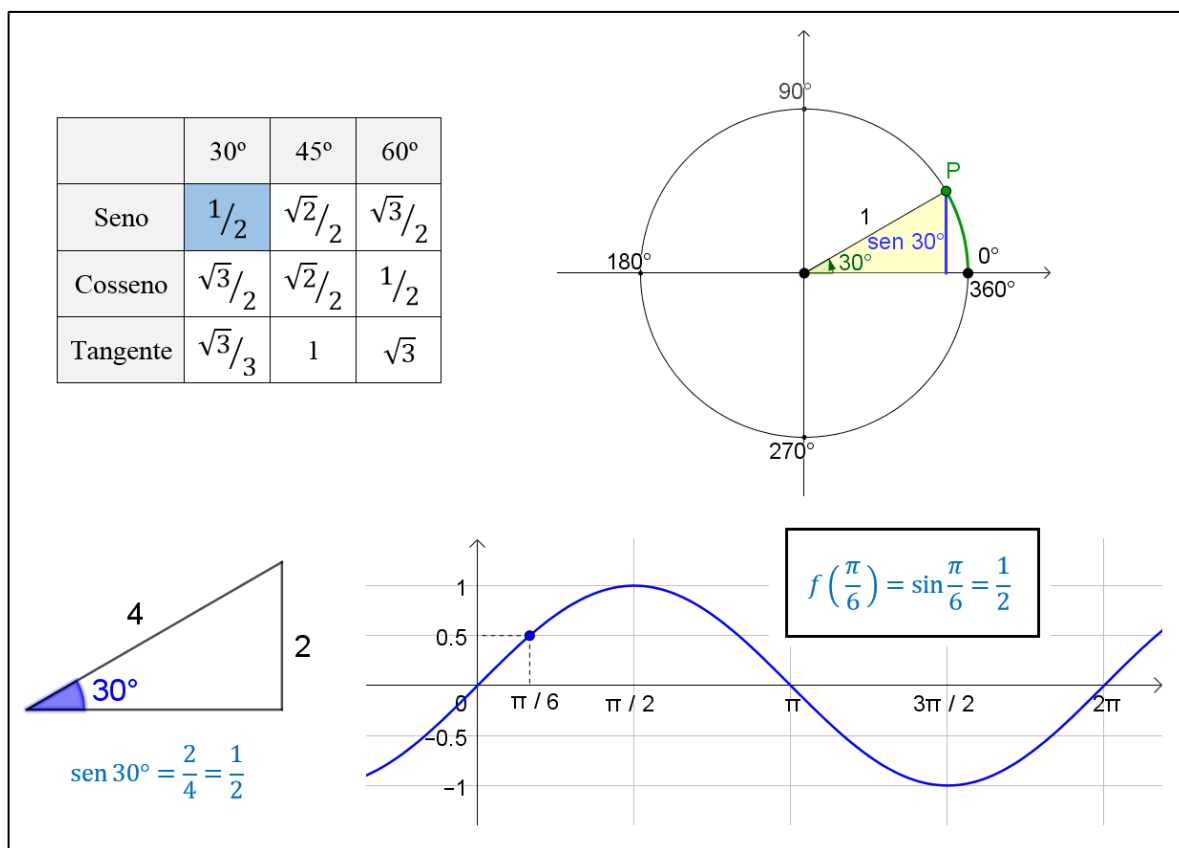 30º 45º 60º
Seno 1/2 √2/2 √3/2
Cosseno √3/2 √2/2 1/2
Tangente √3/3 1 √3
90°
P
1
sen 30°
30°
180°
0°
360°
270°
4
2
30°
sen 30° = 2/4 = 1/2
f(π/6) = sin π/6 = 1/2
1
0.5
0
−0.5
−1
π / 6 π / 2 π 3π / 2 2π